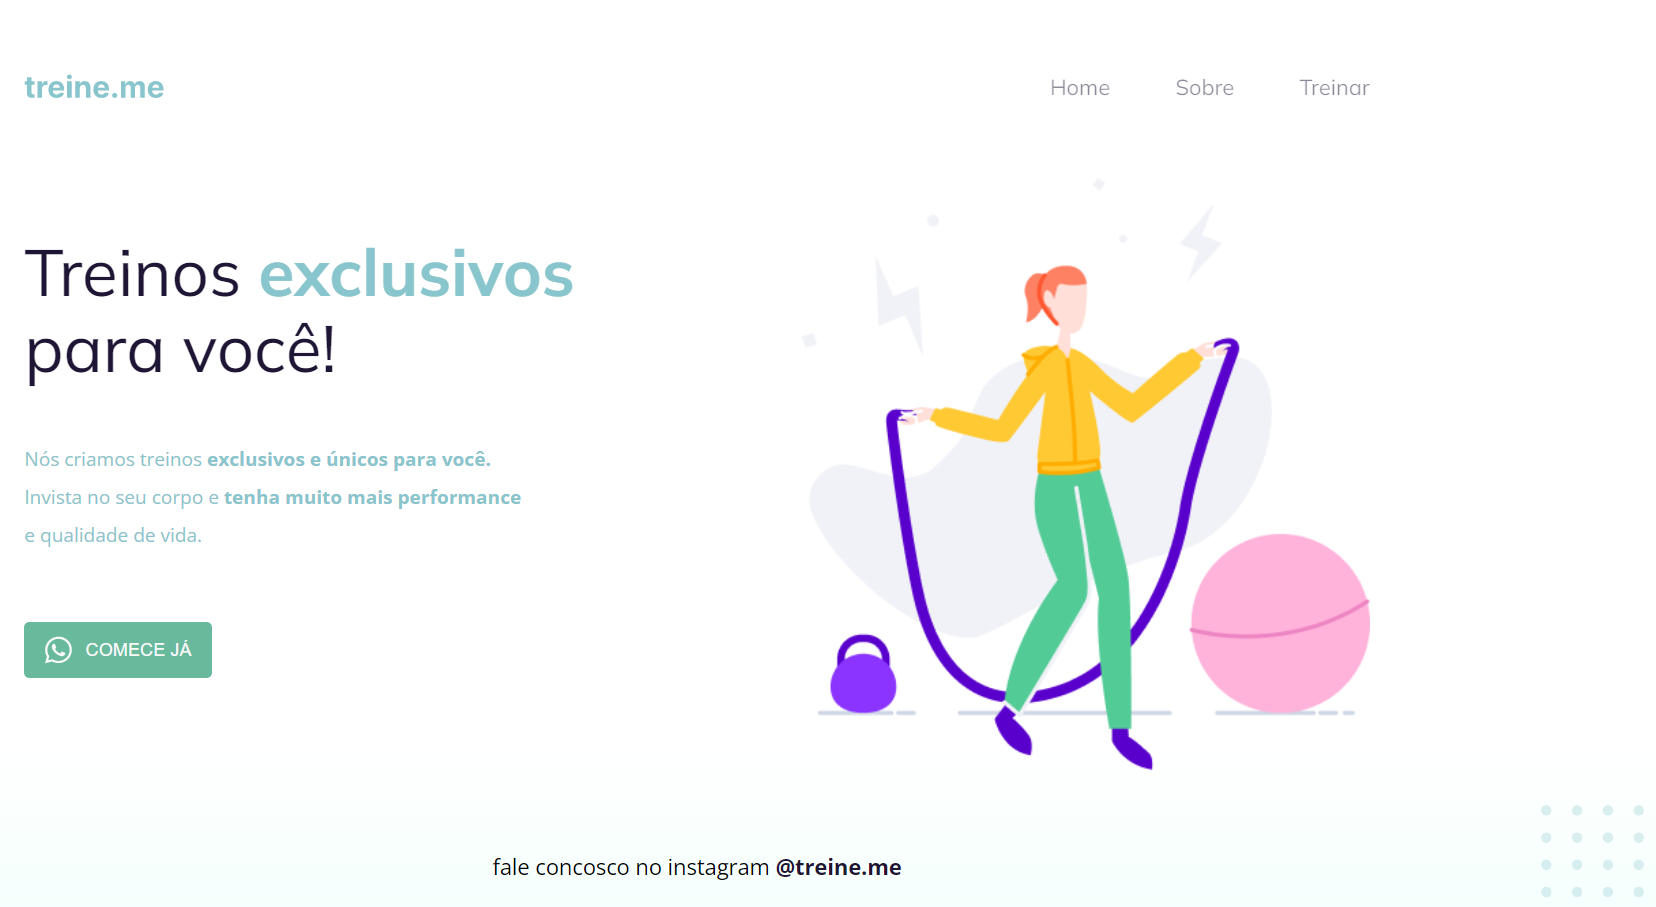 treine.me
Home Sobre Treinar
Treinos exclusivos
para você!
Nós criamos treinos exclusivos e únicos para você.
Invista no seu corpo e tenha muito mais performance
e qualidade de vida.
COMECE JÁ
fale concosco no instagram @treine.me